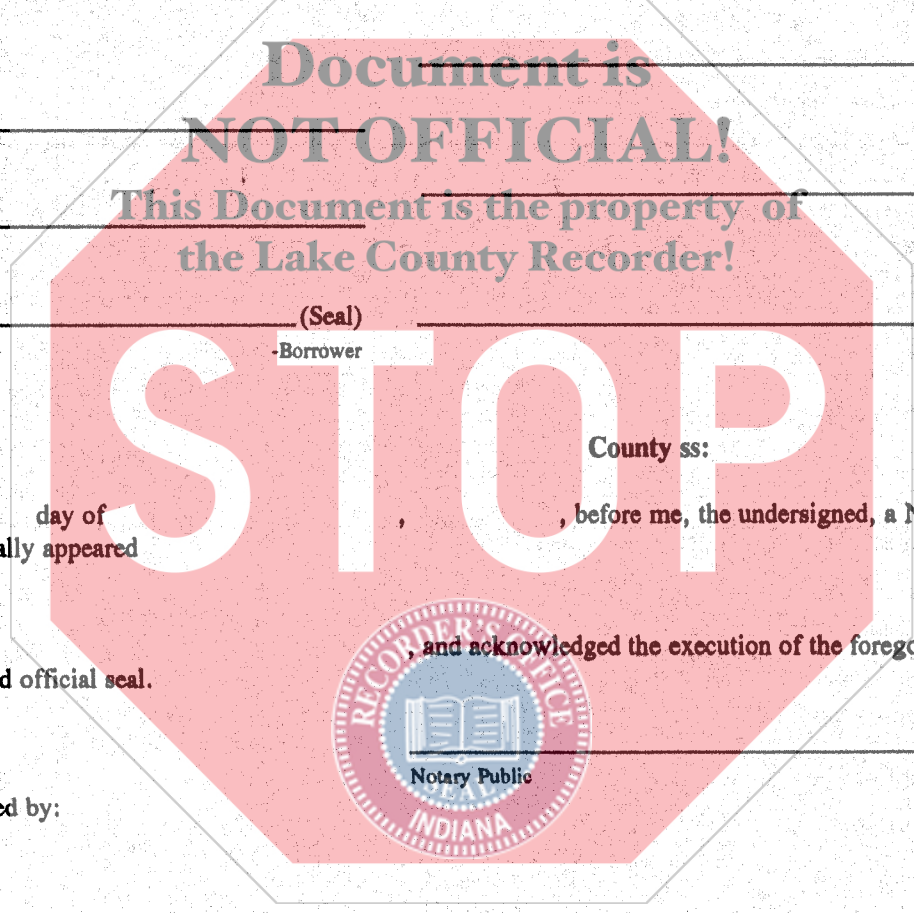 Document is
NOT OFFICIAL!
This Document is the property of
the Lake County Recorder!
(Seal)
-Borrower
STOP
County ss:
day of , , before me, the undersigned, a N
ally appeared
RECORDER'S OFFICE
, and acknowledged the execution of the forego
d official seal.
Notary Public
SEAL
INDIANA
ed by: